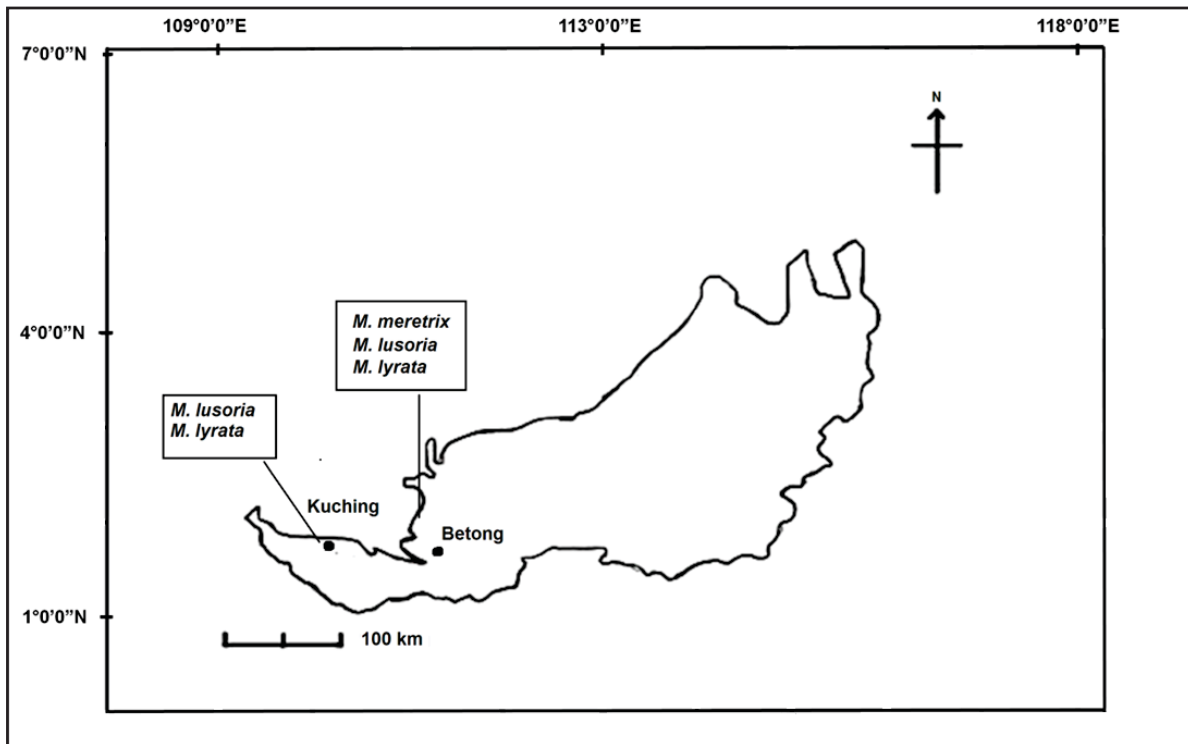 109°0'0”E
113°0'0”E
118°0'0”E
7°0'0”N
N
4°0'0”N
M. meretrix
M. lusoria
M. lyrata
M. lusoria
M. lyrata
Kuching
Betong
1°0'0”N
100 km